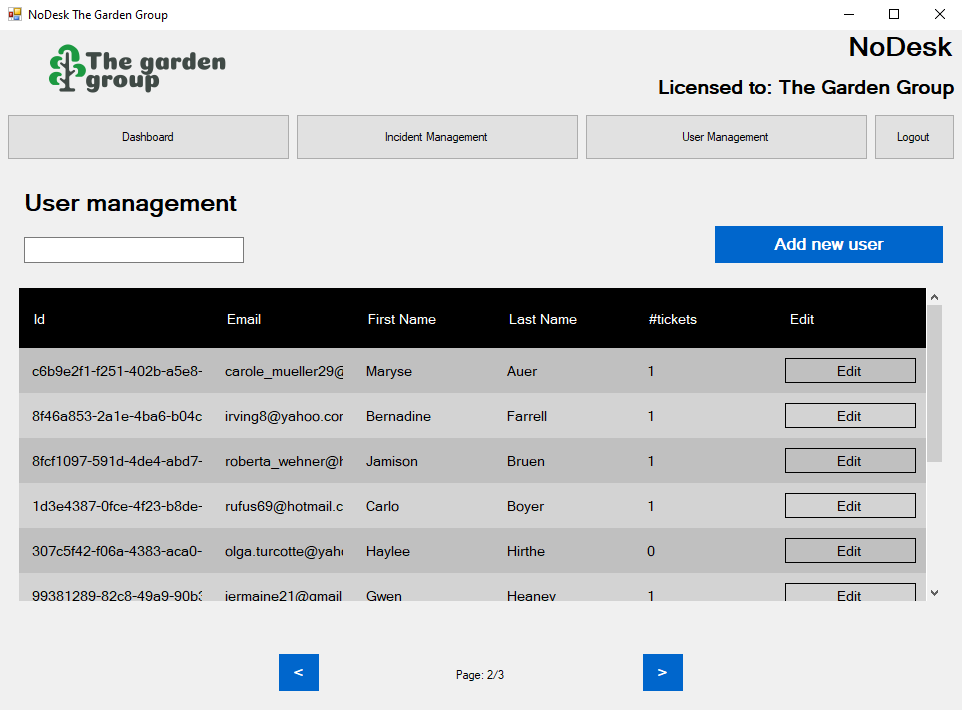 NoDesk The Garden Group
The garden
group
NoDesk
Licensed to: The Garden Group
Dashboard
Incident Management
User Management
Logout
User management
Add new user
Id Email First Name Last Name #tickets Edit
c6b9e2f1-f251-402b-a5e8- carole_mueller29@ Maryse Auer 1 Edit
8f46a853-2a1e-4ba6-b04c irving8@yahoo.cor Bernadine Farrell 1 Edit
8fcf1097-591d-4de4-abd7- roberta_wehner@h Jamison Bruen 1 Edit
1d3e4387-0fce-4f23-b8de- rufus69@hotmail.c Carlo Boyer 1 Edit
307c5f42-f06a-4383-aca0- olga.turcotte@yaho Haylee Hirthe 0 Edit
99381289-82c8-49a9-90b3 jermaine21@gmail Gwen Heaney 1 Edit
< Page: 2/3 >